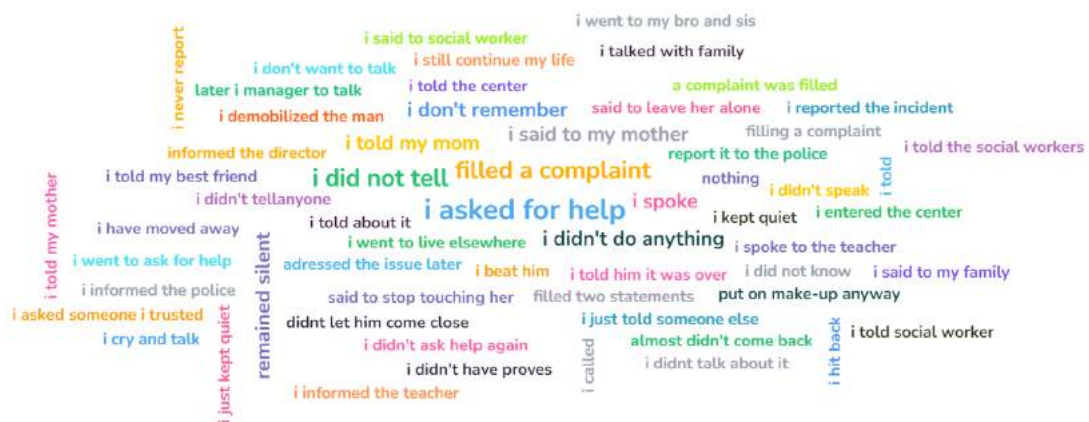 i went to my bro and sis
i never report
i said to social worker
i talked with family
i still continue my life
i don't want to talk
i told the center
a complaint was filled
later i manager to talk
i don't remember
said to leave her alone
i reported the incident
i demobilized the man
i said to my mother
filling a complaint
i told my mom
i told the social workers
informed the director
report it to the police
i told my best friend
i did not tell
filled a complaint
nothing
i told
i didn't speak
i didn't tellanyone
i asked for help
i spoke
i told my mother
i told about it
i kept quiet
i entered the center
i have moved away
i went to live elsewhere
i didn't do anything
i spoke to the teacher
i went to ask for help
remained silent
adressed the issue later
i beat him
i told him it was over
i did not know
i said to my family
i informed the police
said to stop touching her
filled two statements
put on make-up anyway
i asked someone i trusted
i just kept quiet
didnt let him come close
i just told someone else
i hit back
i told social worker
i cry and talk
i didn't ask help again
almost didn't come back
i called
i didn't have proves
i didnt talk about it
i informed the teacher